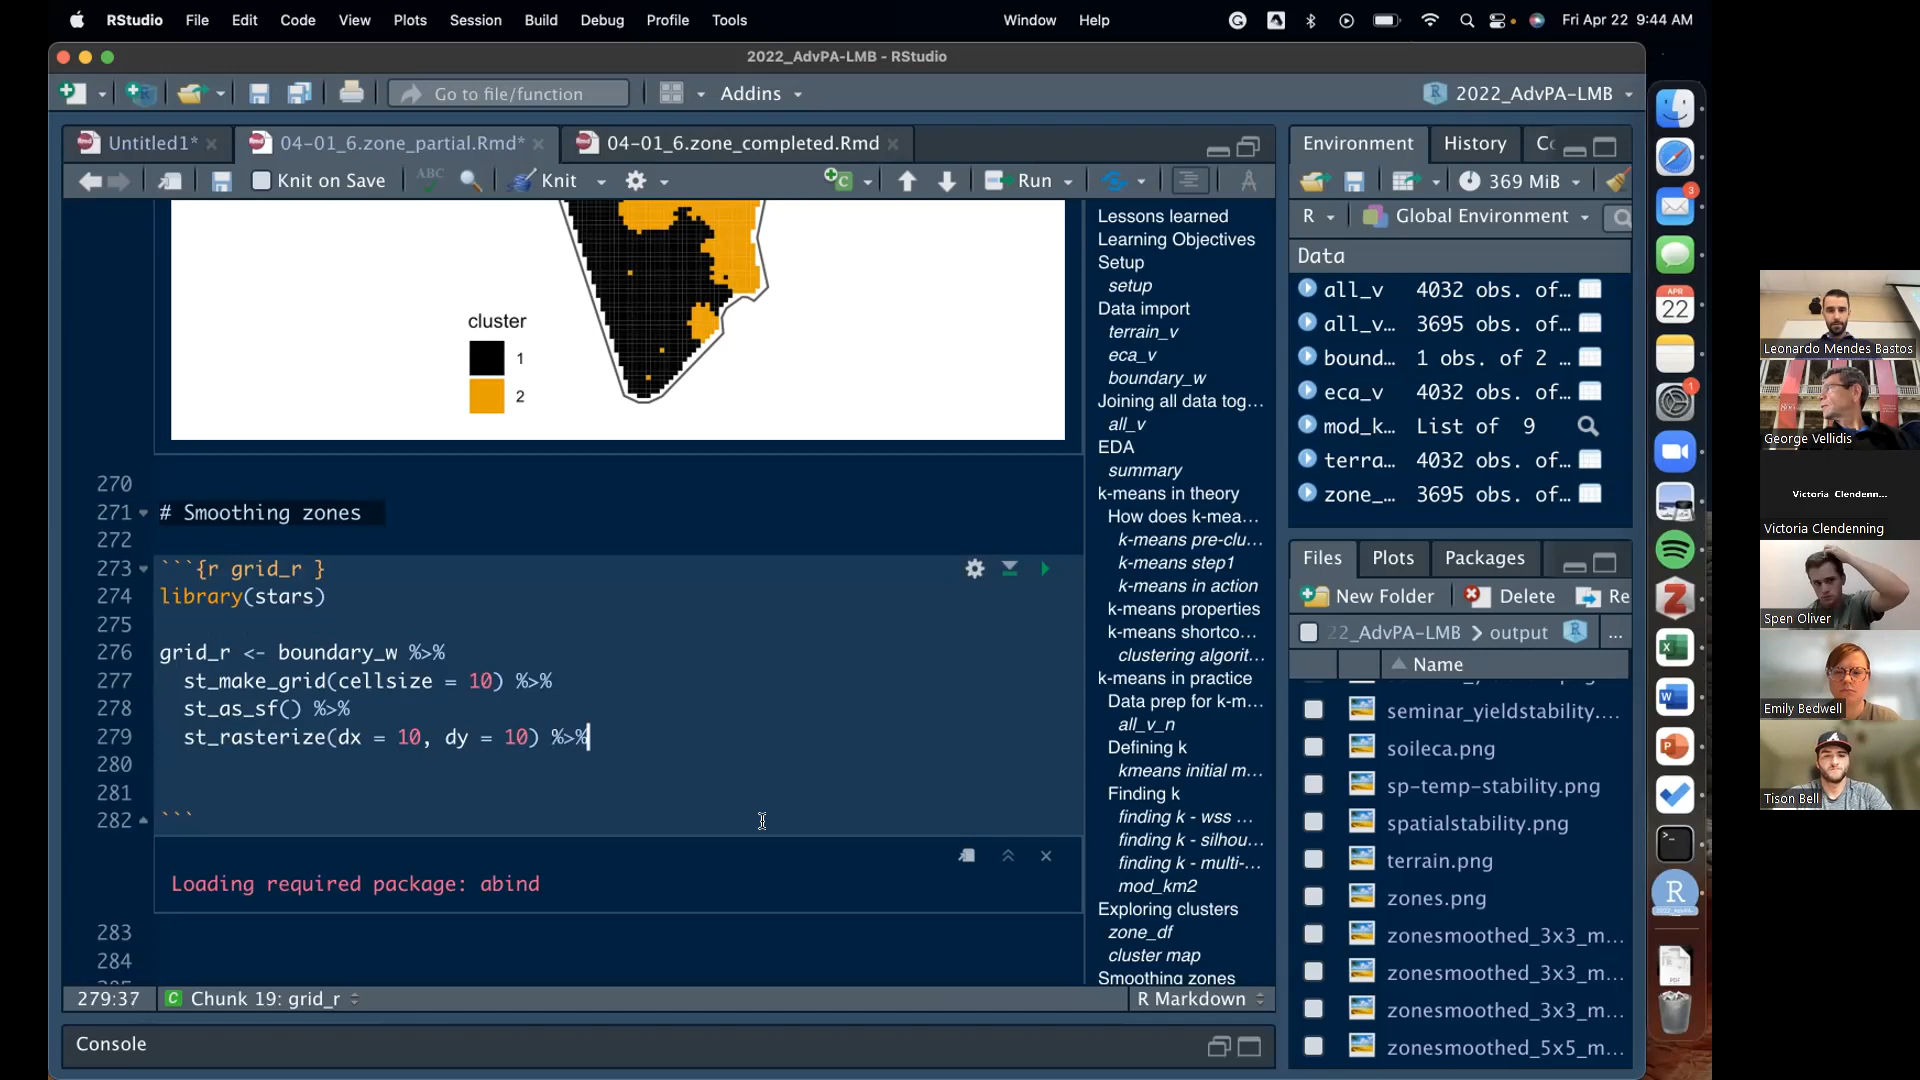 RStudio File Edit Code View Plots Session Build Debug Profile Tools Window Help Fri Apr 22 9:44 AM
2022_AdvPA-LMB - RStudio
Go to file/function Addins 2022_AdvPA-LMB
Untitled1* 04-01_6.zone_partial.Rmd* 04-01_6.zone_completed.Rmd
Knit on Save ABC Knit Run
cluster
1
2
270
271 # Smoothing zones
272
273 ```{r grid_r }
274 library(stars)
275
276 grid_r <- boundary_w %>%
277 st_make_grid(cellsize = 10) %>%
278 st_as_sf() %>%
279 st_rasterize(dx = 10, dy = 10) %>%
280
281
282 ```
Loading required package: abind
283
284
279:37 Chunk 19: grid_r R Markdown
Console
Lessons learned
Learning Objectives
Setup
setup
Data import
terrain_v
eca_v
boundary_w
Joining all data tog...
all_v
EDA
summary
k-means in theory
How does k-mea...
k-means pre-clu...
k-means step1
k-means in action
k-means properties
k-means shortco...
clustering algorit...
k-means in practice
Data prep for k-m...
all_v_n
Defining k
kmeans initial m...
Finding k
finding k - wss ...
finding k - silhou...
finding k - multi-...
mod_km2
Exploring clusters
zone_df
cluster map
Smoothing zones
Environment History Cc
369 MiB
R Global Environment
Data
all_v 4032 obs. of...
all_v... 3695 obs. of...
bound... 1 obs. of 2 ...
eca_v 4032 obs. of...
mod_k... List of 9
terra... 4032 obs. of...
zone_... 3695 obs. of...
Files Plots Packages
New Folder Delete Re
22_AdvPA-LMB output ...
Name
seminar_yieldstability....
soileca.png
sp-temp-stability.png
spatialstability.png
terrain.png
zones.png
zonesmoothed_3x3_m...
zonesmoothed_3x3_m...
zonesmoothed_3x3_m...
zonesmoothed_5x5_m...
3
APR
22
1
PDF
Leonardo Mendes Bastos
George Vellidis
Victoria Clendenn...
Victoria Clendenning
Spen Oliver
Emily Bedwell
Tison Bell